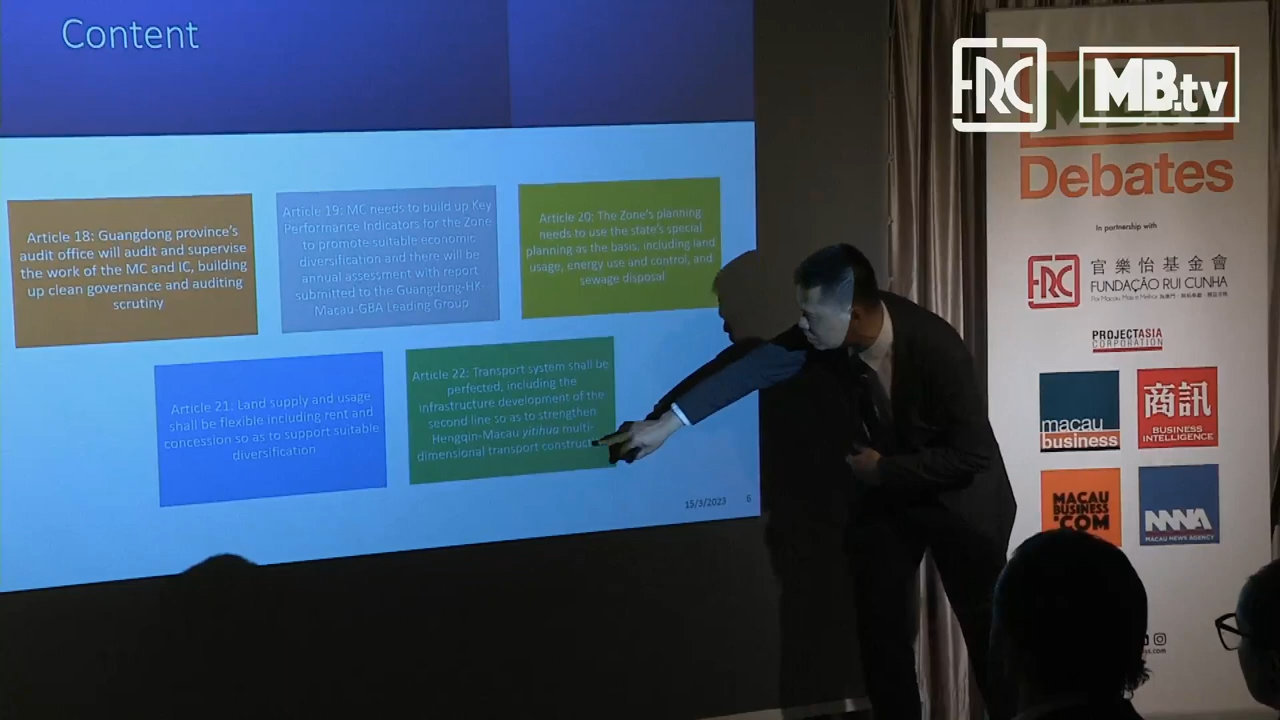 Content
Article 18: Guangdong province's
audit office will audit and supervise
the work of the MC and IC, building
up clean governance and auditing
scrutiny
Article 19: MC needs to build up Key
Performance Indicators for the Zone
to promote suitable economic
diversification and there will be
annual assessment with report
submitted to the Guangdong-HK-
Macau-GBA Leading Group
Article 20: The Zone's planning
needs to use the state's special
planning as the basis, including land
usage, energy use and control, and
sewage disposal
Article 21: Land supply and usage
shall be flexible including rent and
concession so as to support suitable
diversification
Article 22: Transport system shall be
perfected, including the
infrastructure development of the
second line so as to strengthen
Hengqin-Macau yitihua multi-
dimensional transport
15/3/2023 6
FRC MB.tv
Debates
In partnership with
FRC
官樂怡基金會
FUNDAÇÃO RUI CUNHA
PROJECTASIA
CORPORATION
macau
business
商訊
BUSINESS
INTELLIGENCE
MACAU
BUSINESS
.COM
MNA
MACAU NEWS AGENCY